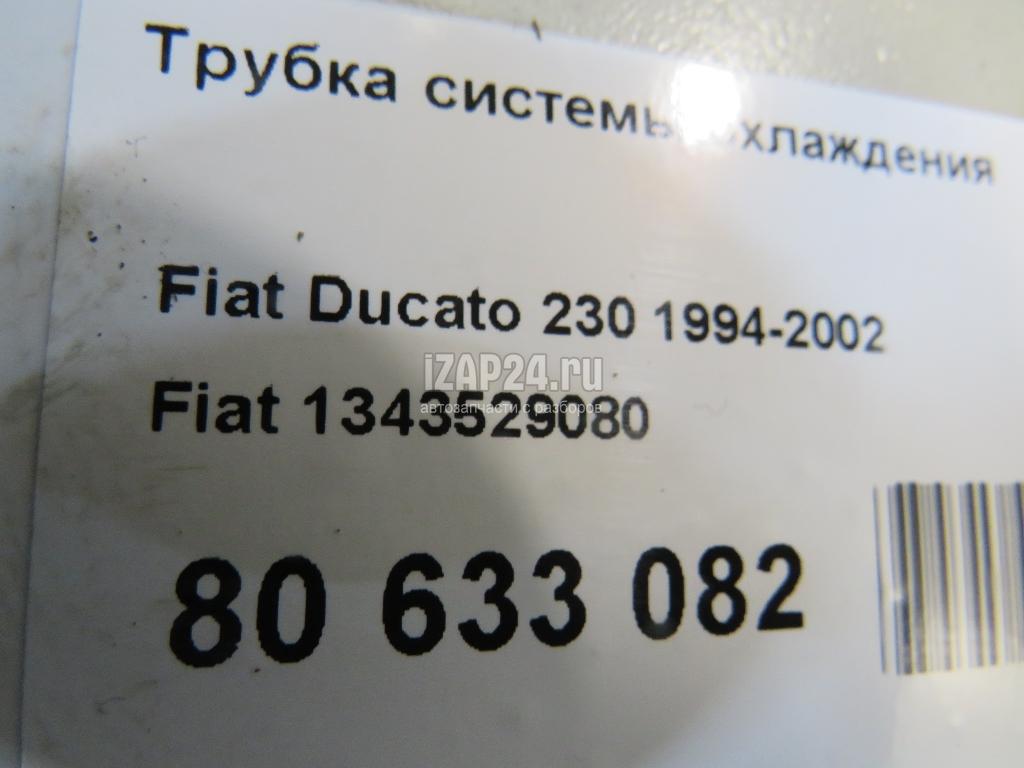 Трубка системы охлаждения
Fiat Ducato 230 1994-2002
iZAP24.ru
автозапчасти с разборов
Fiat 1343529080
80 633 082